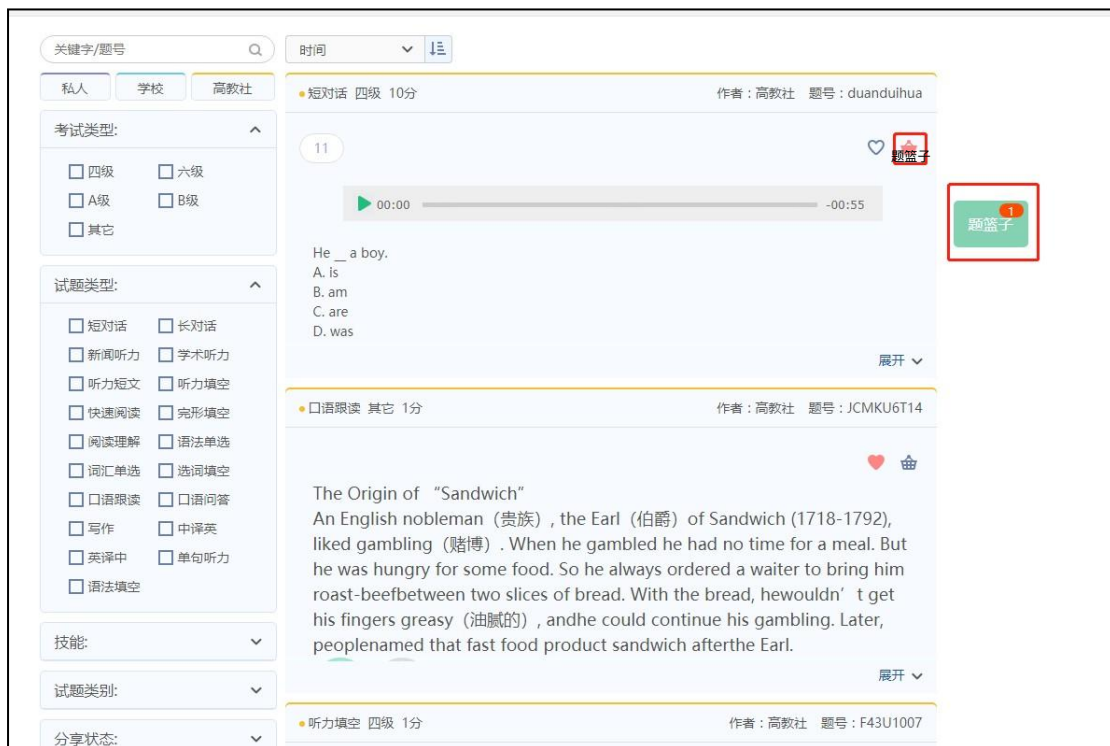 关键字/题号
时间
私人 学校 高教社
考试类型:
四级 六级
A级 B级
其它
试题类型:
短对话 长对话
新闻听力 学术听力
听力短文 听力填空
快速阅读 完形填空
阅读理解 语法单选
词汇单选 选词填空
口语跟读 口语问答
写作 中译英
英译中 单句听力
语法填空
技能:
试题类别:
分享状态:
短对话 四级 10分 作者：高教社 题号：duanduihua
11
题篮子
00:00 -00:55
He __ a boy.
A. is
B. am
C. are
D. was
展开
题篮子 1
口语跟读 其它 1分 作者：高教社 题号：JCMKU6T14
The Origin of “Sandwich”
An English nobleman（贵族）, the Earl（伯爵）of Sandwich (1718-1792),
liked gambling（赌博）. When he gambled he had no time for a meal. But
he was hungry for some food. So he always ordered a waiter to bring him
roast-beefbetween two slices of bread. With the bread, hewouldn’t get
his fingers greasy（油腻的）, andhe could continue his gambling. Later,
peoplenamed that fast food product sandwich afterthe Earl.
展开
听力填空 四级 1分 作者：高教社 题号：F43U1007